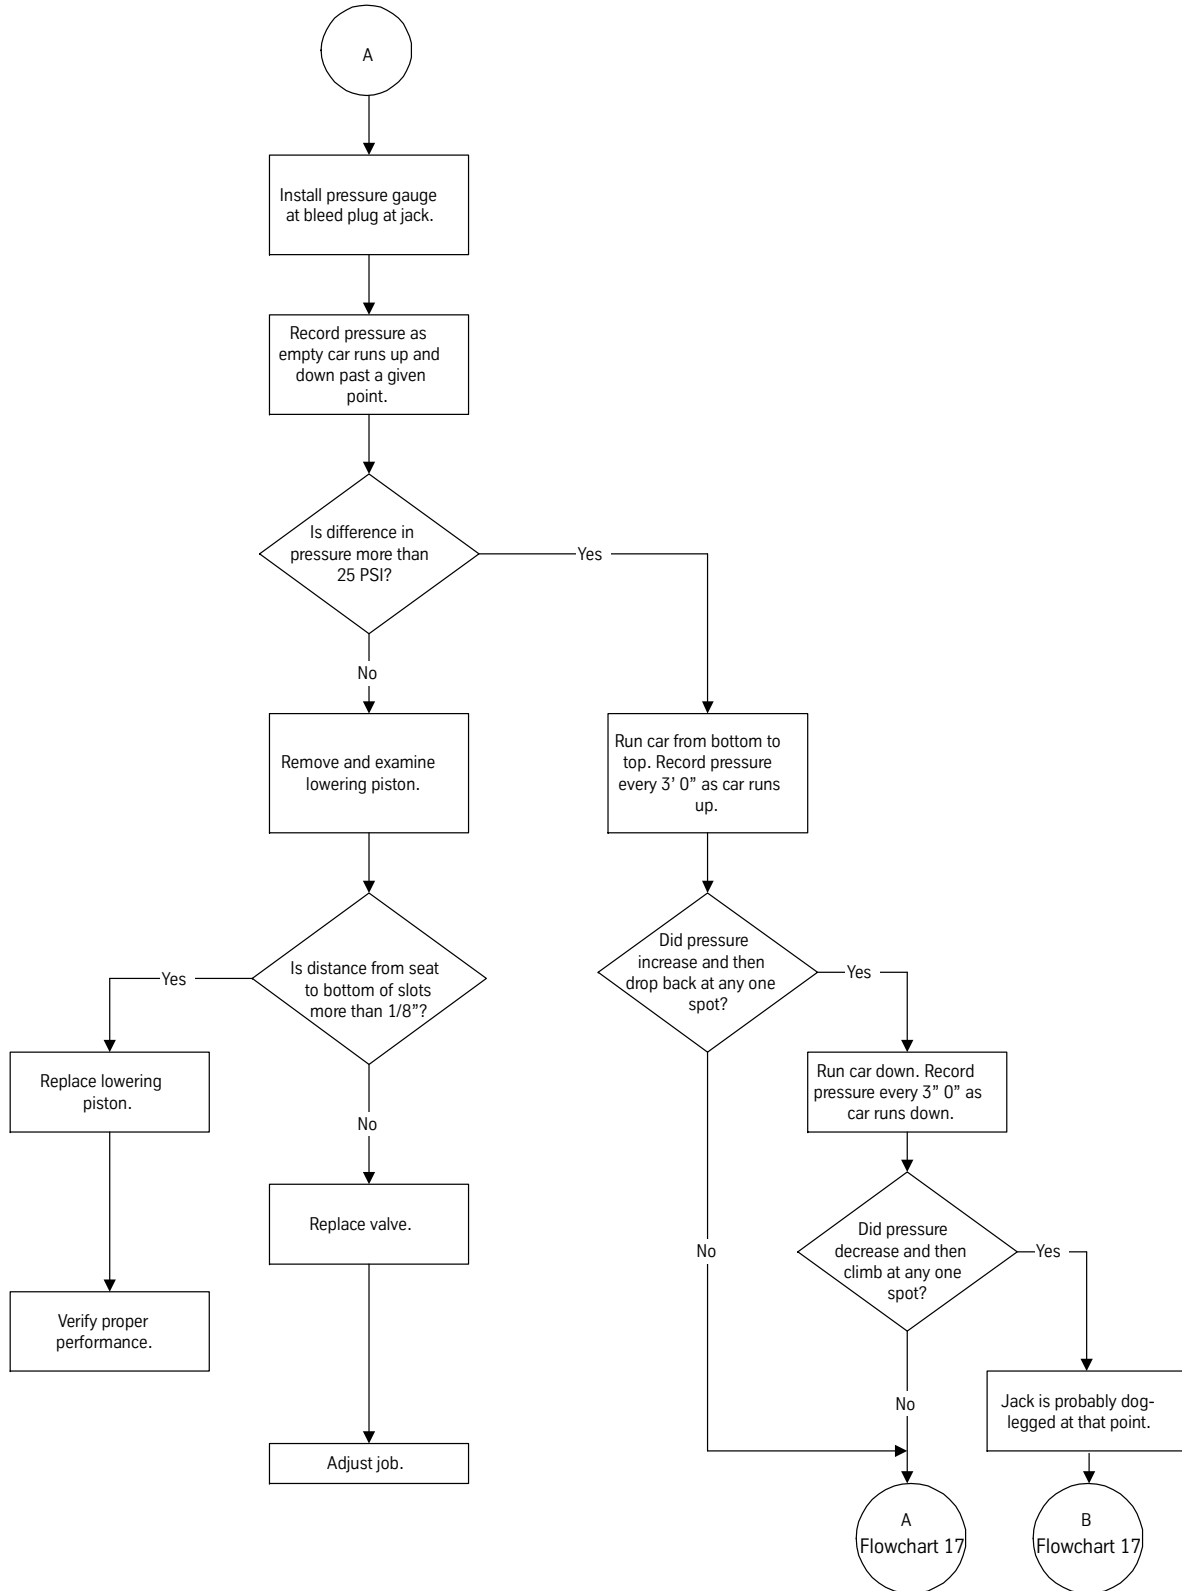 A
Install pressure gauge
at bleed plug at jack.
Record pressure as
empty car runs up and
down past a given
point.
Is difference in
pressure more than
25 PSI?
Yes
No
Remove and examine
lowering piston.
Run car from bottom to
top. Record pressure
every 3' 0” as car runs
up.
Is distance from seat
to bottom of slots
more than 1/8”?
Yes
Did pressure
increase and then
drop back at any one
spot?
Yes
Replace lowering
piston.
No
Run car down. Record
pressure every 3” 0” as
car runs down.
Replace valve.
No
Did pressure
decrease and then
climb at any one
spot?
Yes
Verify proper
performance.
No
Jack is probably dog-
legged at that point.
Adjust job.
A
Flowchart 17
B
Flowchart 17